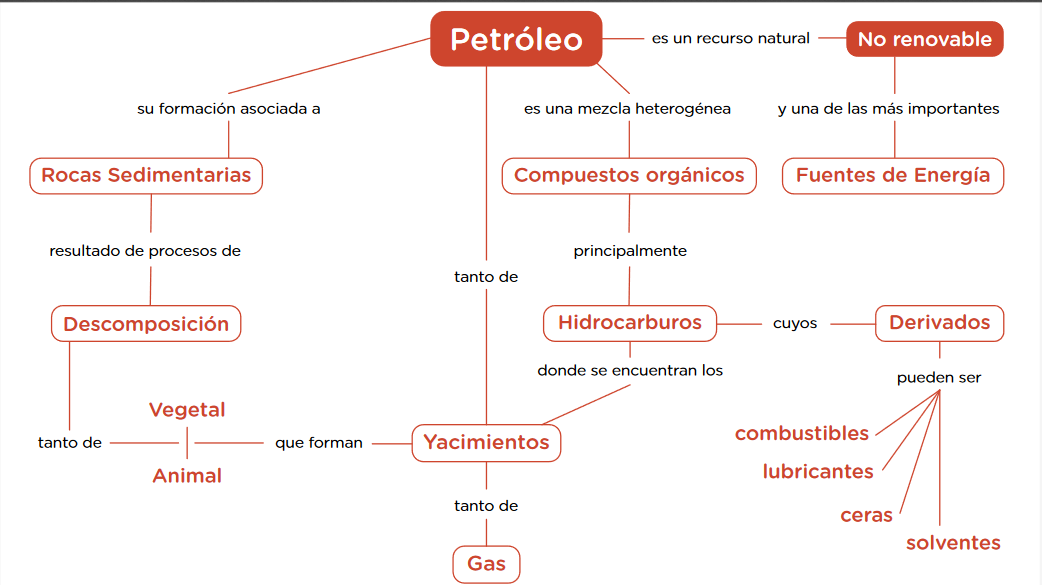 Petróleo
es un recurso natural
No renovable
su formación asociada a
es una mezcla heterogénea
y una de las más importantes
Rocas Sedimentarias
Compuestos orgánicos
Fuentes de Energía
resultado de procesos de
principalmente
tanto de
Descomposición
Hidrocarburos
cuyos
Derivados
donde se encuentran los
pueden ser
Vegetal
tanto de
Animal
que forman
Yacimientos
combustibles
lubricantes
ceras
solventes
tanto de
Gas